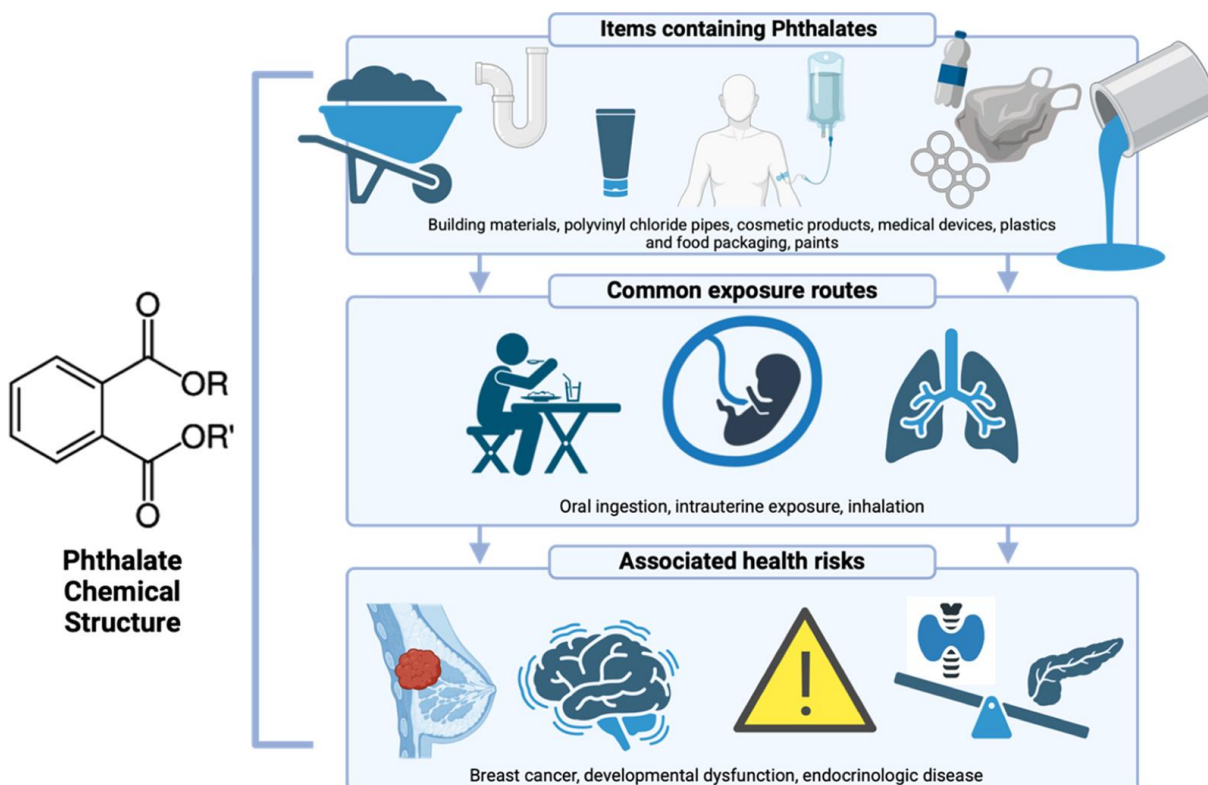 Items containing Phthalates
Building materials, polyvinyl chloride pipes, cosmetic products, medical devices, plastics
and food packaging, paints
Common exposure routes
Oral ingestion, intrauterine exposure, inhalation
Associated health risks
Breast cancer, developmental dysfunction, endocrinologic disease
O
OR
OR'
O
Phthalate
Chemical
Structure